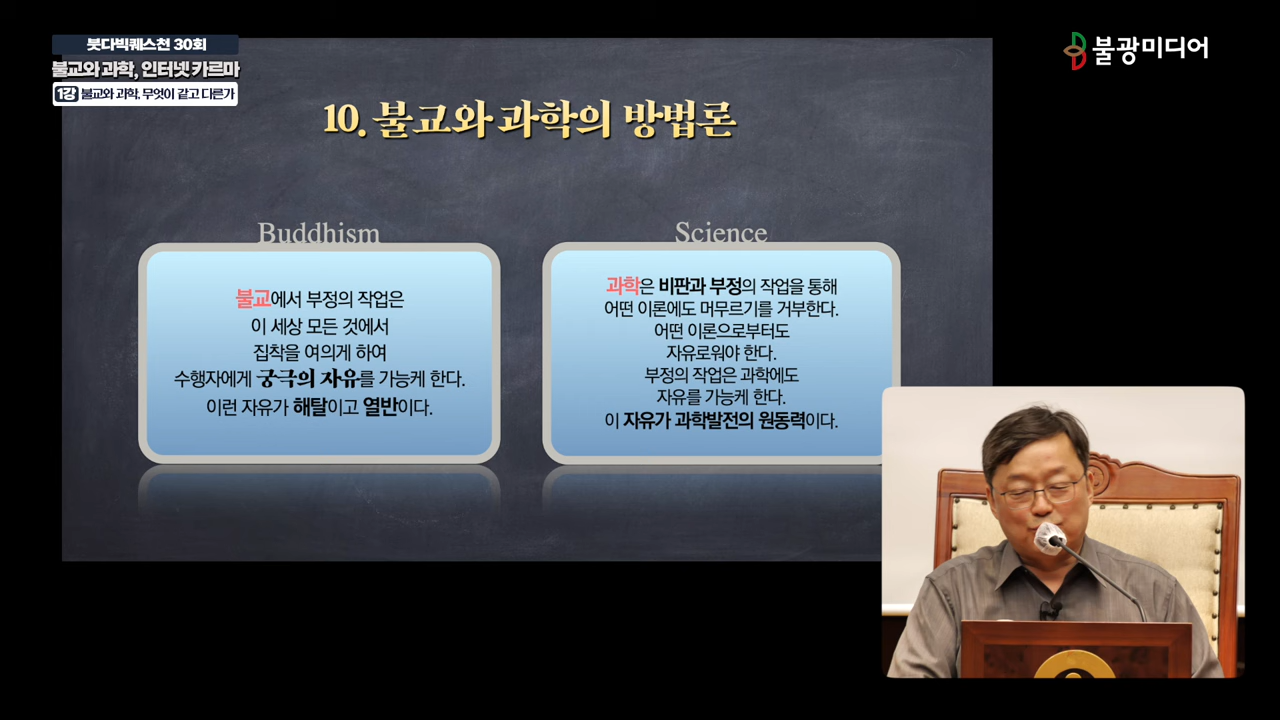 붓다빅퀘스천 30회
불교와 과학, 인터넷 카르마
1강 불교와 과학, 무엇이 같고 다른가
불광미디어
10. 불교와 과학의 방법론
Buddhism
불교에서 부정의 작업은
이 세상 모든 것에서
집착을 여의게 하여
수행자에게 궁극의 자유를 가능케 한다.
이런 자유가 해탈이고 열반이다.
Science
과학은 비판과 부정의 작업을 통해
어떤 이론에도 머무르기를 거부한다.
어떤 이론으로부터도
자유로워야 한다.
부정의 작업은 과학에도
자유를 가능케 한다.
이 자유가 과학발전의 원동력이다.